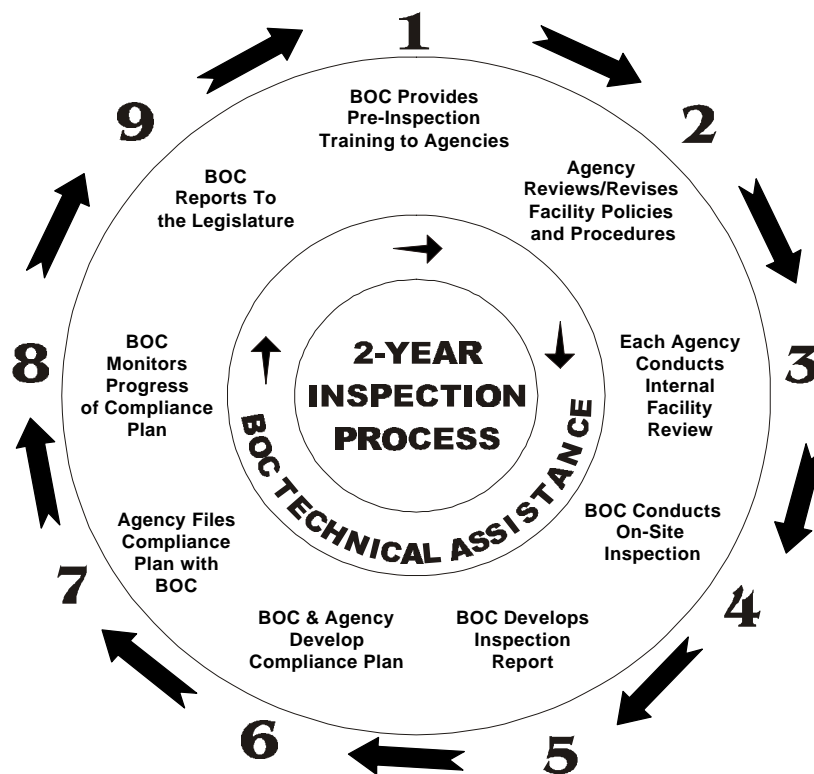 1
BOC Provides
Pre-Inspection
Training to Agencies
2
Agency
Reviews/Revises
Facility Policies
and Procedures
3
Each Agency
Conducts
Internal
Facility
Review
4
BOC Conducts
On-Site
Inspection
5
BOC Develops
Inspection
Report
6
BOC & Agency
Develop
Compliance Plan
7
Agency Files
Compliance
Plan with
BOC
8
BOC
Monitors
Progress
of Compliance
Plan
9
BOC
Reports To
the Legislature
2-YEAR
INSPECTION
PROCESS
BOC TECHNICAL ASSISTANCE